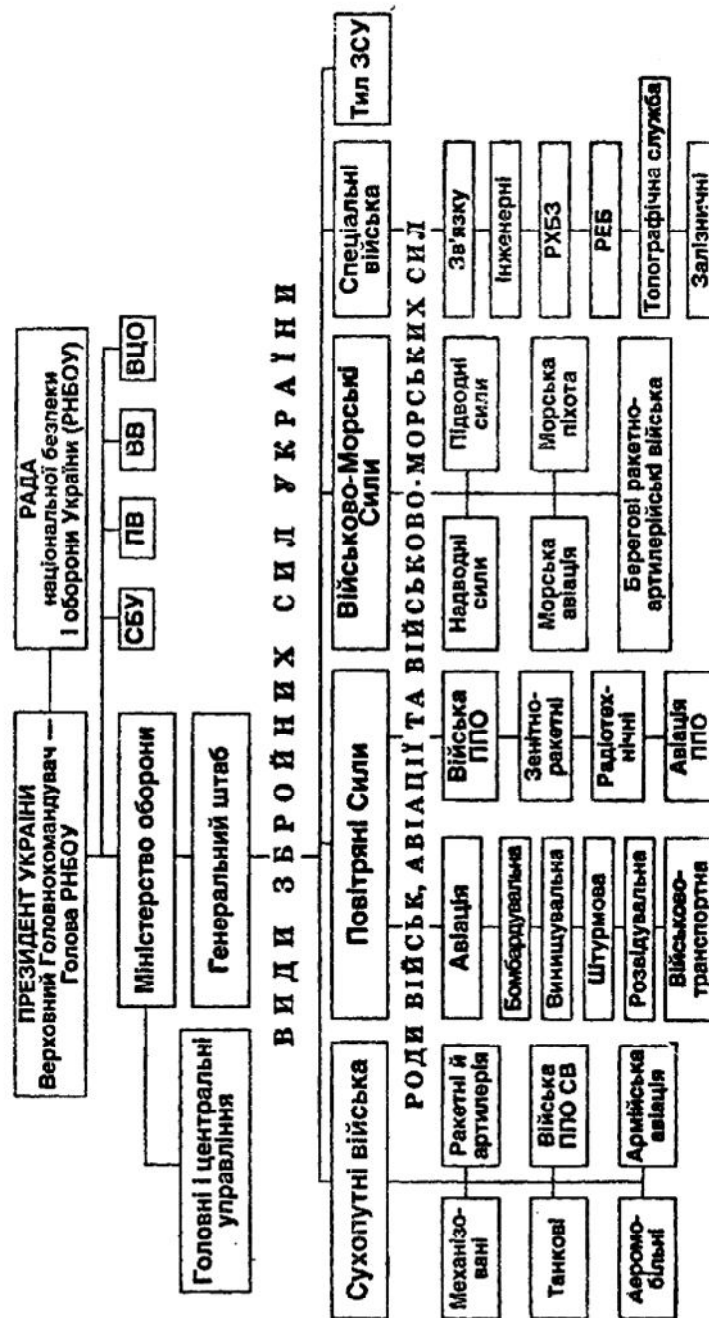 ПРЕЗИДЕНТ УКРАЇНИ
Верховний Головнокомандувач —
Голова РНБОУ
РАДА
національної безпеки
і оборони України (РНБОУ)
СБУ
ПВ
ВВ
ВЦО
Міністерство оборони
Генеральний штаб
Головні і центральні
управління
ВИДИ ЗБРОЙНИХ СИЛ УКРАЇНИ
Сухопутні війська
Повітряні Сили
Військово-Морські
Сили
Спеціальні
війська
Тил ЗСУ
РОДИ ВІЙСЬК, АВІАЦІЇ ТА ВІЙСЬКОВО-МОРСЬКИХ СИЛ
Механізо-
вані
Ракетні й
артилерія
Танкові
Війська
ППО СВ
Аеромо-
більні
Армійська
авіація
Авіація
Бомбардувальна
Винищувальна
Штурмова
Розвідувальна
Військово-
транспортна
Війська
ППО
Зенітно-
ракетні
Радіотех-
нічні
Авіація
ППО
Надводні
сили
Підводні
сили
Морська
авіація
Морська
піхота
Берегові ракетно-
артилерійські війська
Зв'язку
Інженерні
РХБЗ
РЕБ
Топографічна служба
Залізничні